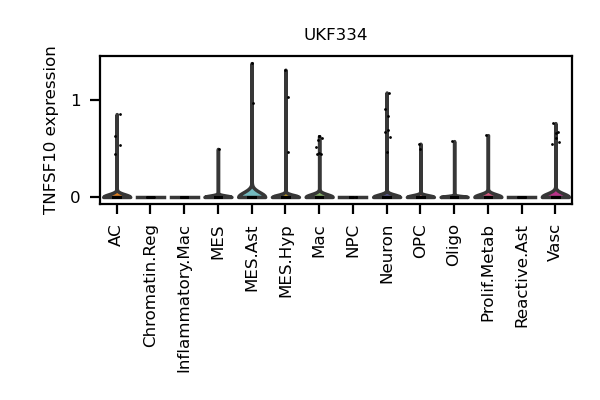 UKF334
TNFSF10 expression
1
0
AC
Chromatin.Reg
Inflammatory.Mac
MES
MES.Ast
MES.Hyp
Mac
NPC
Neuron
OPC
Oligo
Prolif.Metab
Reactive.Ast
Vasc